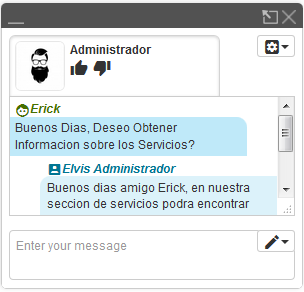 Administrador
Erick
Buenos Dias, Deseo Obtener
Informacion sobre los Servicios?
Elvis Administrador
Buenos dias amigo Erick, en nuestra
seccion de servicios podra encontrar
Enter your message